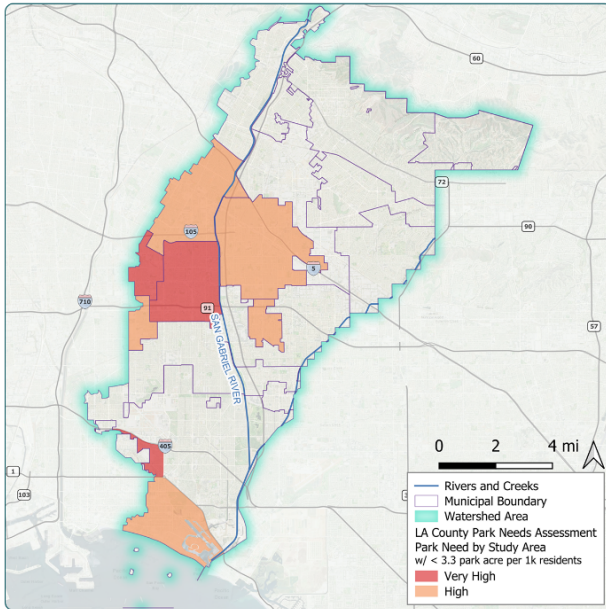 60
72
90
105
5
710
91
57
SAN GABRIEL RIVER
405
1
103
0 2 4 mi
Rivers and Creeks
Municipal Boundary
Watershed Area
LA County Park Needs Assessment
Park Need by Study Area
w/ < 3.3 park acre per 1k residents
Very High
High